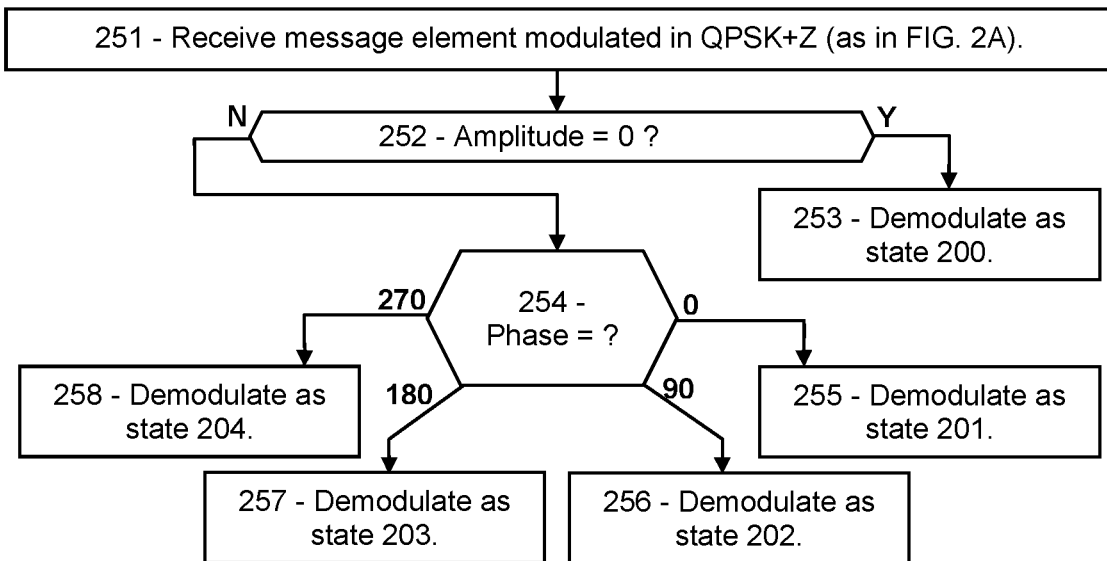 251 - Receive message element modulated in QPSK+Z (as in FIG. 2A).
N
252 - Amplitude = 0 ?
Y
253 - Demodulate as
state 200.
254 -
Phase = ?
270
0
180
90
258 - Demodulate as
state 204.
255 - Demodulate as
state 201.
257 - Demodulate as
state 203.
256 - Demodulate as
state 202.